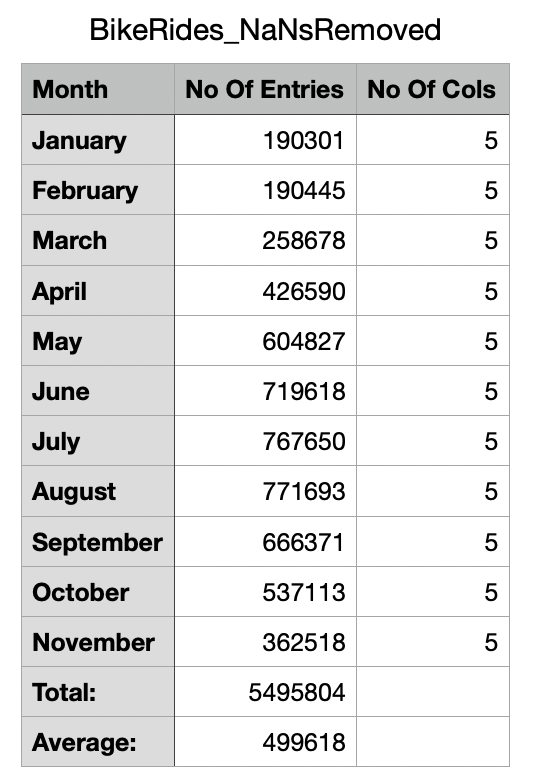 BikeRides_NaNsRemoved
Month No Of Entries No Of Cols
January 190301 5
February 190445 5
March 258678 5
April 426590 5
May 604827 5
June 719618 5
July 767650 5
August 771693 5
September 666371 5
October 537113 5
November 362518 5
Total: 5495804
Average: 499618